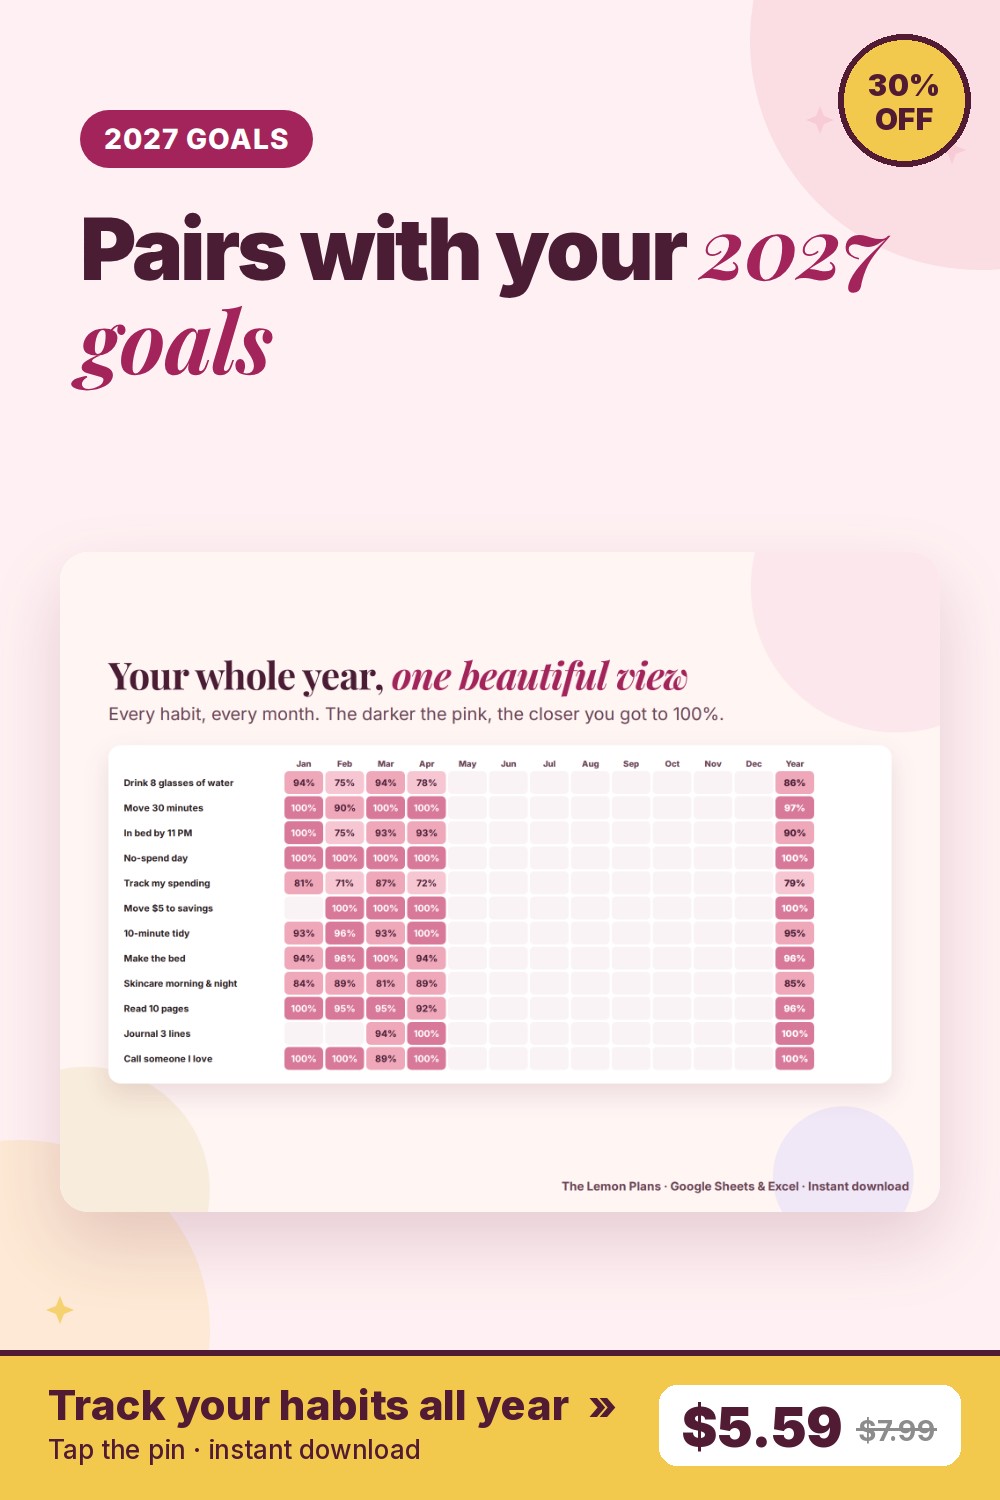 30%
OFF
2027 GOALS
Pairs with your 2027
goals
Your whole year, one beautiful view
Every habit, every month. The darker the pink, the closer you got to 100%.
Jan Feb Mar Apr May Jun Jul Aug Sep Oct Nov Dec Year
Drink 8 glasses of water 94% 75% 94% 78% 86%
Move 30 minutes 100% 90% 100% 100% 97%
In bed by 11 PM 100% 75% 93% 93% 90%
No-spend day 100% 100% 100% 100% 100%
Track my spending 81% 71% 87% 72% 79%
Move $5 to savings 100% 100% 100% 100%
10-minute tidy 93% 96% 93% 100% 95%
Make the bed 94% 96% 100% 94% 96%
Skincare morning & night 84% 89% 81% 89% 85%
Read 10 pages 100% 95% 95% 92% 96%
Journal 3 lines 94% 100% 100%
Call someone I love 100% 100% 89% 100% 100%
The Lemon Plans · Google Sheets & Excel · Instant download
Track your habits all year »
Tap the pin · instant download
$5.59 $7.99